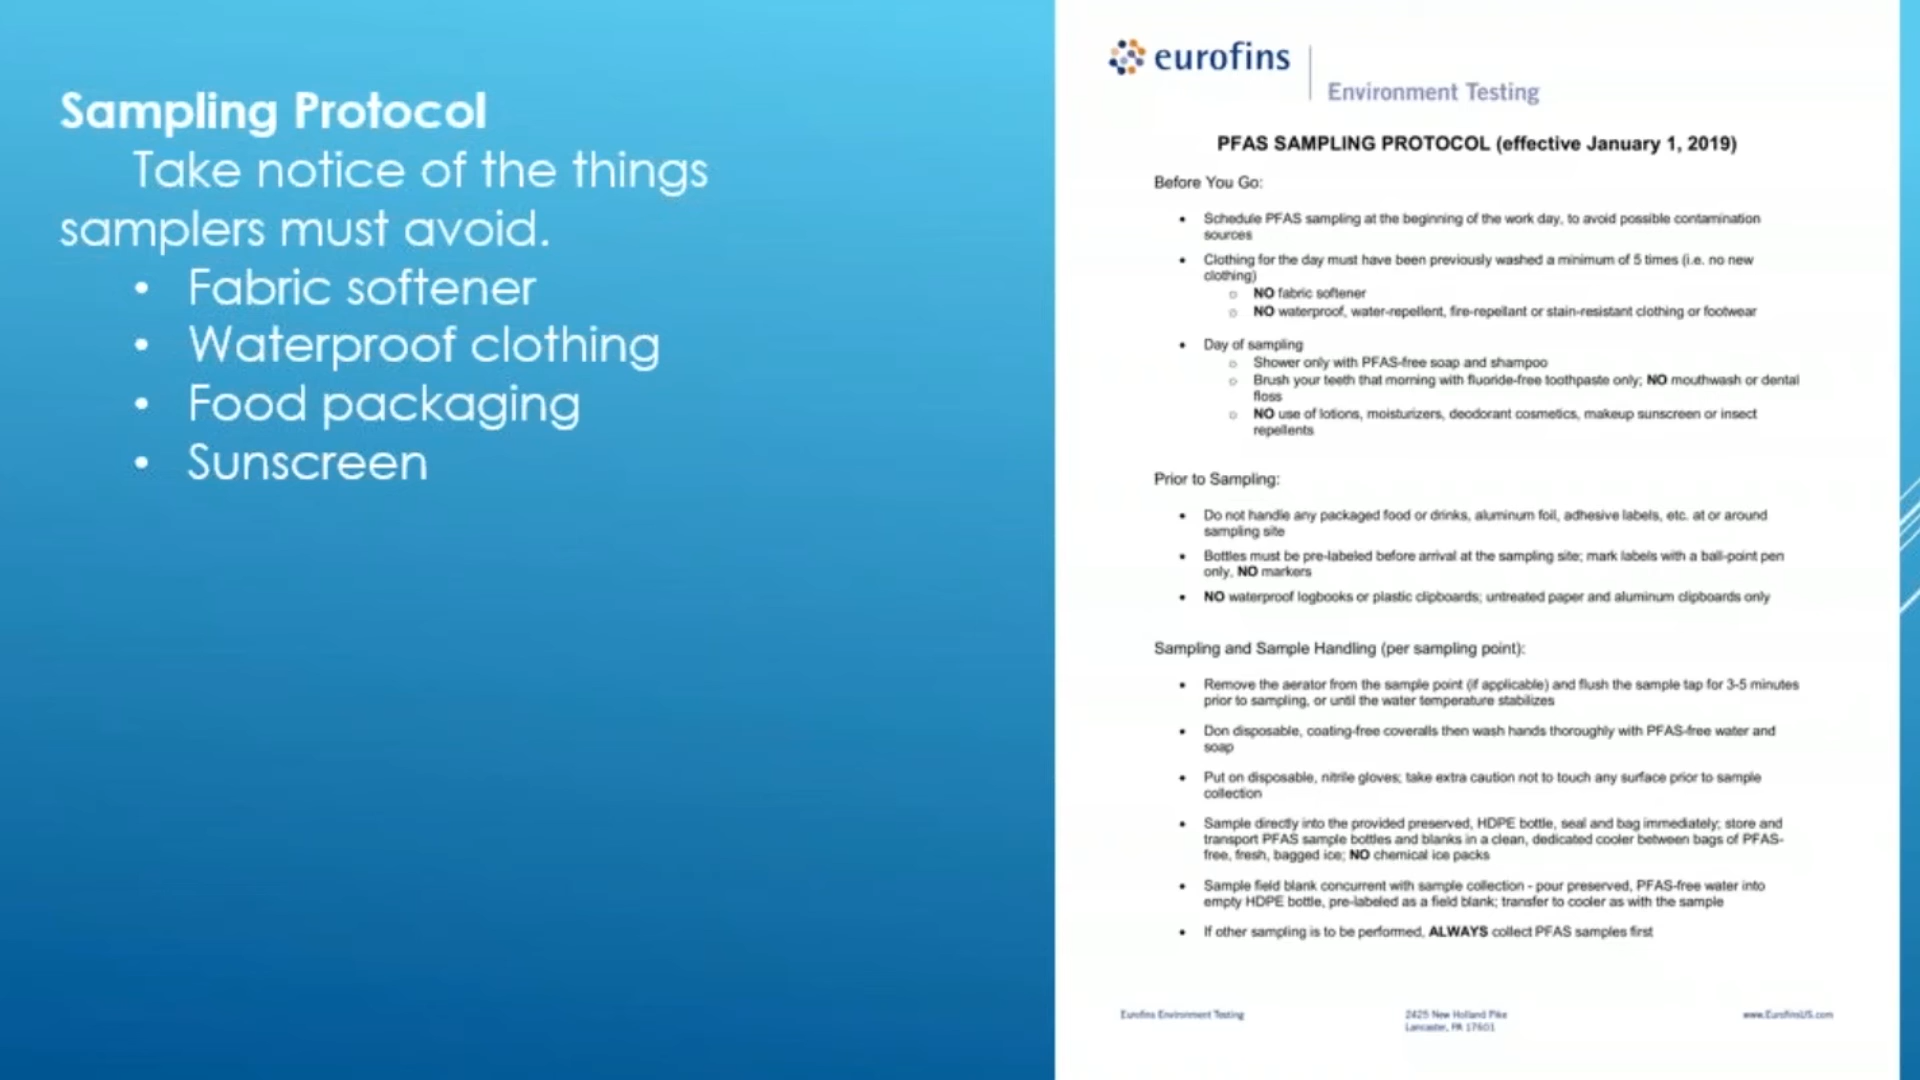 Sampling Protocol
Take notice of the things
samplers must avoid.
• Fabric softener
• Waterproof clothing
• Food packaging
• Sunscreen
eurofins
Environment Testing
PFAS SAMPLING PROTOCOL (effective January 1, 2019)
Before You Go:
• Schedule PFAS sampling at the beginning of the work day, to avoid possible contamination
sources
• Clothing for the day must have been previously washed a minimum of 5 times (i.e. no new
clothing)
o NO fabric softener
o NO waterproof, water-repellent, fire-repellant or stain-resistant clothing or footwear
• Day of sampling
o Shower only with PFAS-free soap and shampoo
o Brush your teeth that morning with fluoride-free toothpaste only; NO mouthwash or dental
floss
o NO use of lotions, moisturizers, deodorant cosmetics, makeup sunscreen or insect
repellents
Prior to Sampling:
• Do not handle any packaged food or drinks, aluminum foil, adhesive labels, etc. at or around
sampling site
• Bottles must be pre-labeled before arrival at the sampling site; mark labels with a ball-point pen
only, NO markers
• NO waterproof logbooks or plastic clipboards; untreated paper and aluminum clipboards only
Sampling and Sample Handling (per sampling point):
• Remove the aerator from the sample point (if applicable) and flush the sample tap for 3-5 minutes
prior to sampling, or until the water temperature stabilizes
• Don disposable, coating-free coveralls then wash hands thoroughly with PFAS-free water and
soap
• Put on disposable, nitrile gloves; take extra caution not to touch any surface prior to sample
collection
• Sample directly into the provided preserved, HDPE bottle, seal and bag immediately; store and
transport PFAS sample bottles and blanks in a clean, dedicated cooler between bags of PFAS-
free, fresh, bagged ice; NO chemical ice packs
• Sample field blank concurrent with sample collection - pour preserved, PFAS-free water into
empty HDPE bottle, pre-labeled as a field blank; transfer to cooler as with the sample
• If other sampling is to be performed, ALWAYS collect PFAS samples first
Eurofins Environment Testing
2425 New Holland Pike
Lancaster, PA 17601
www.EurofinsUS.com